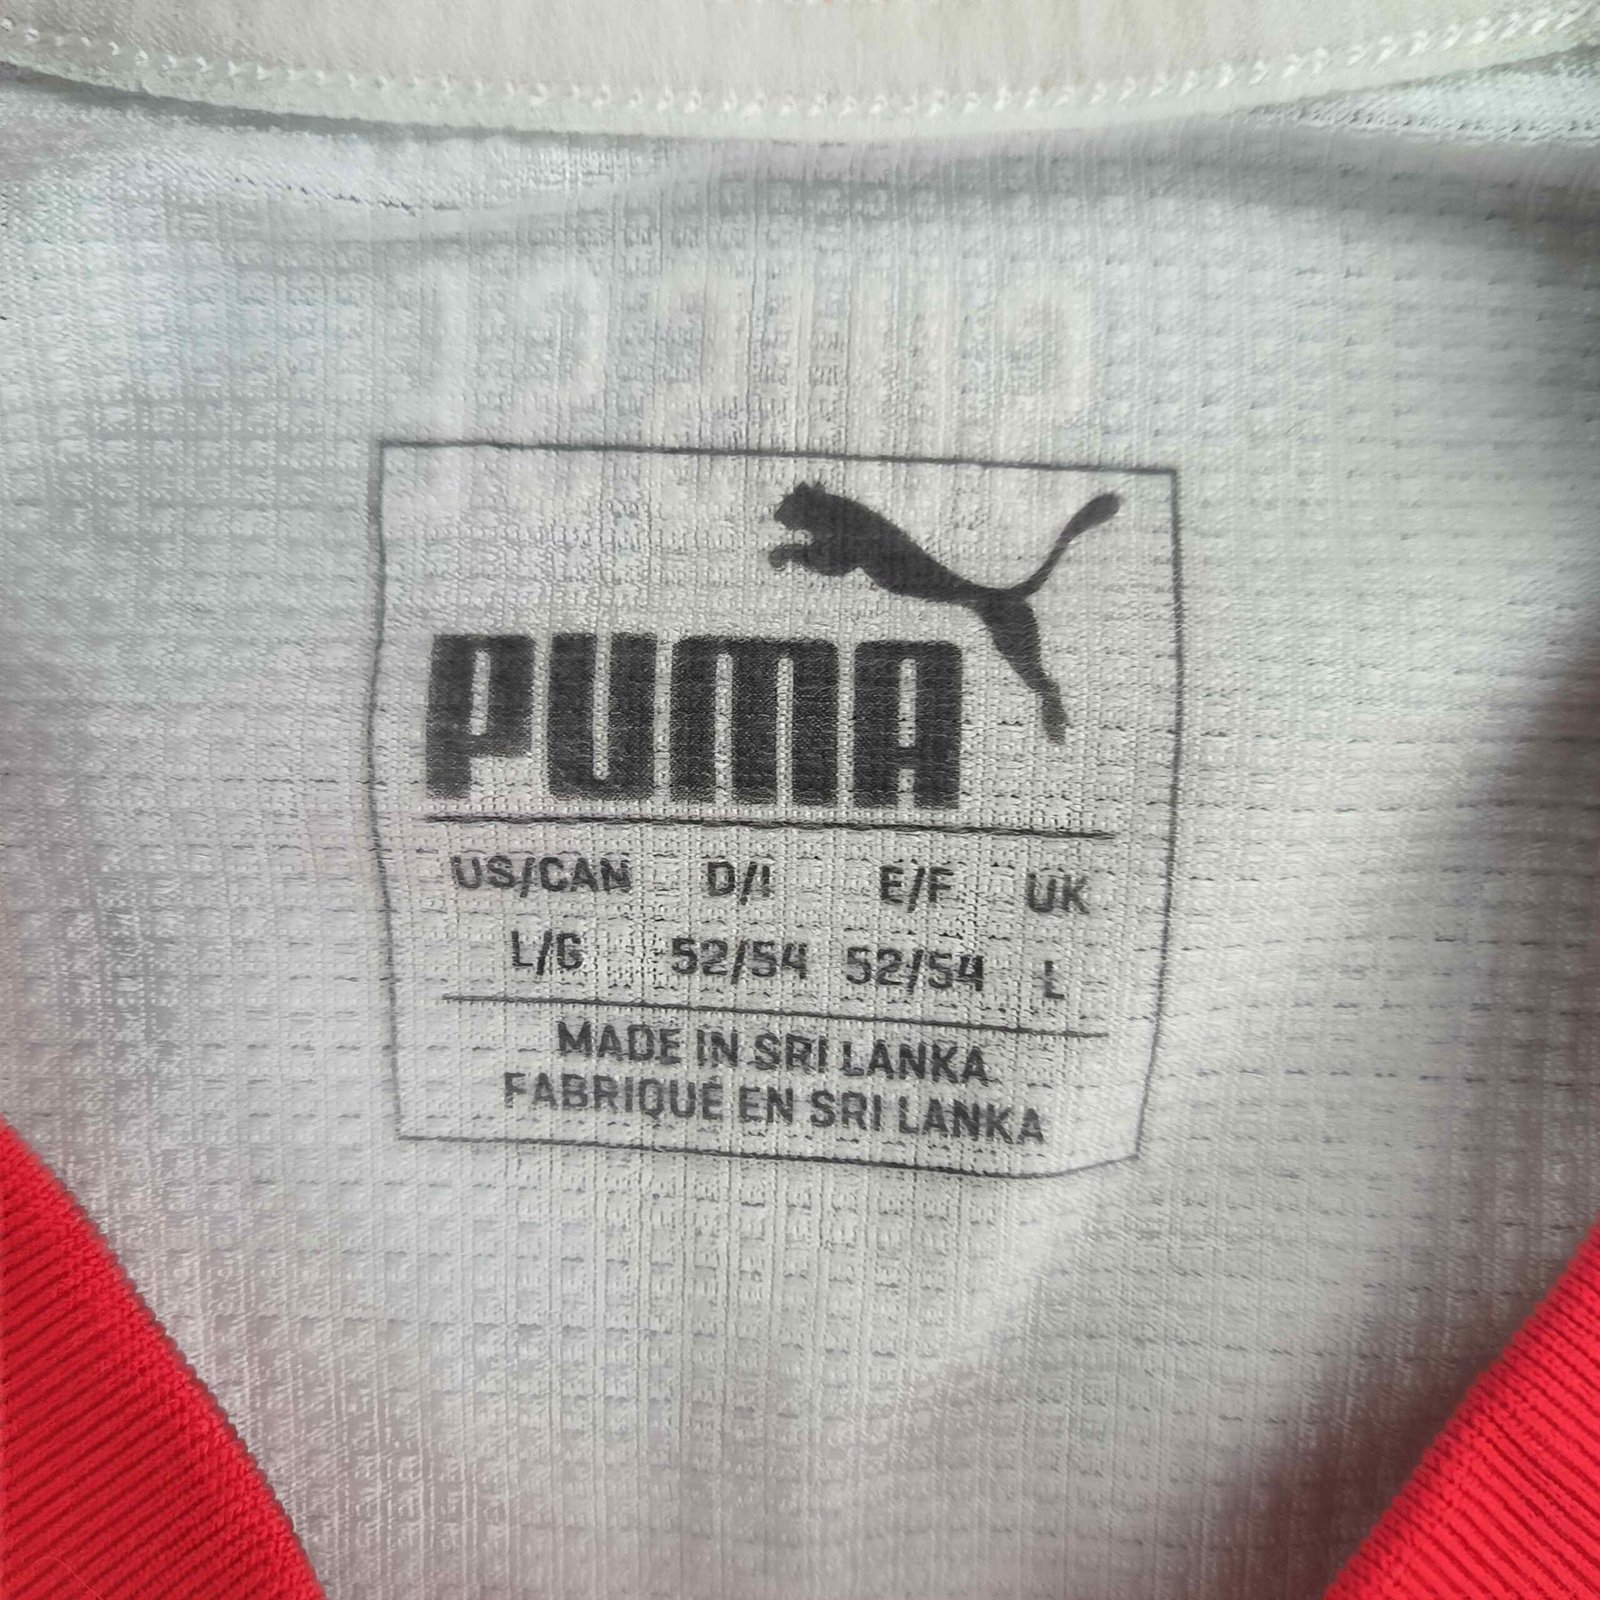 PUMA
US/CAN D/I E/F UK
L/G 52/54 52/54 L
MADE IN SRI LANKA
FABRIQUÉ EN SRI LANKA